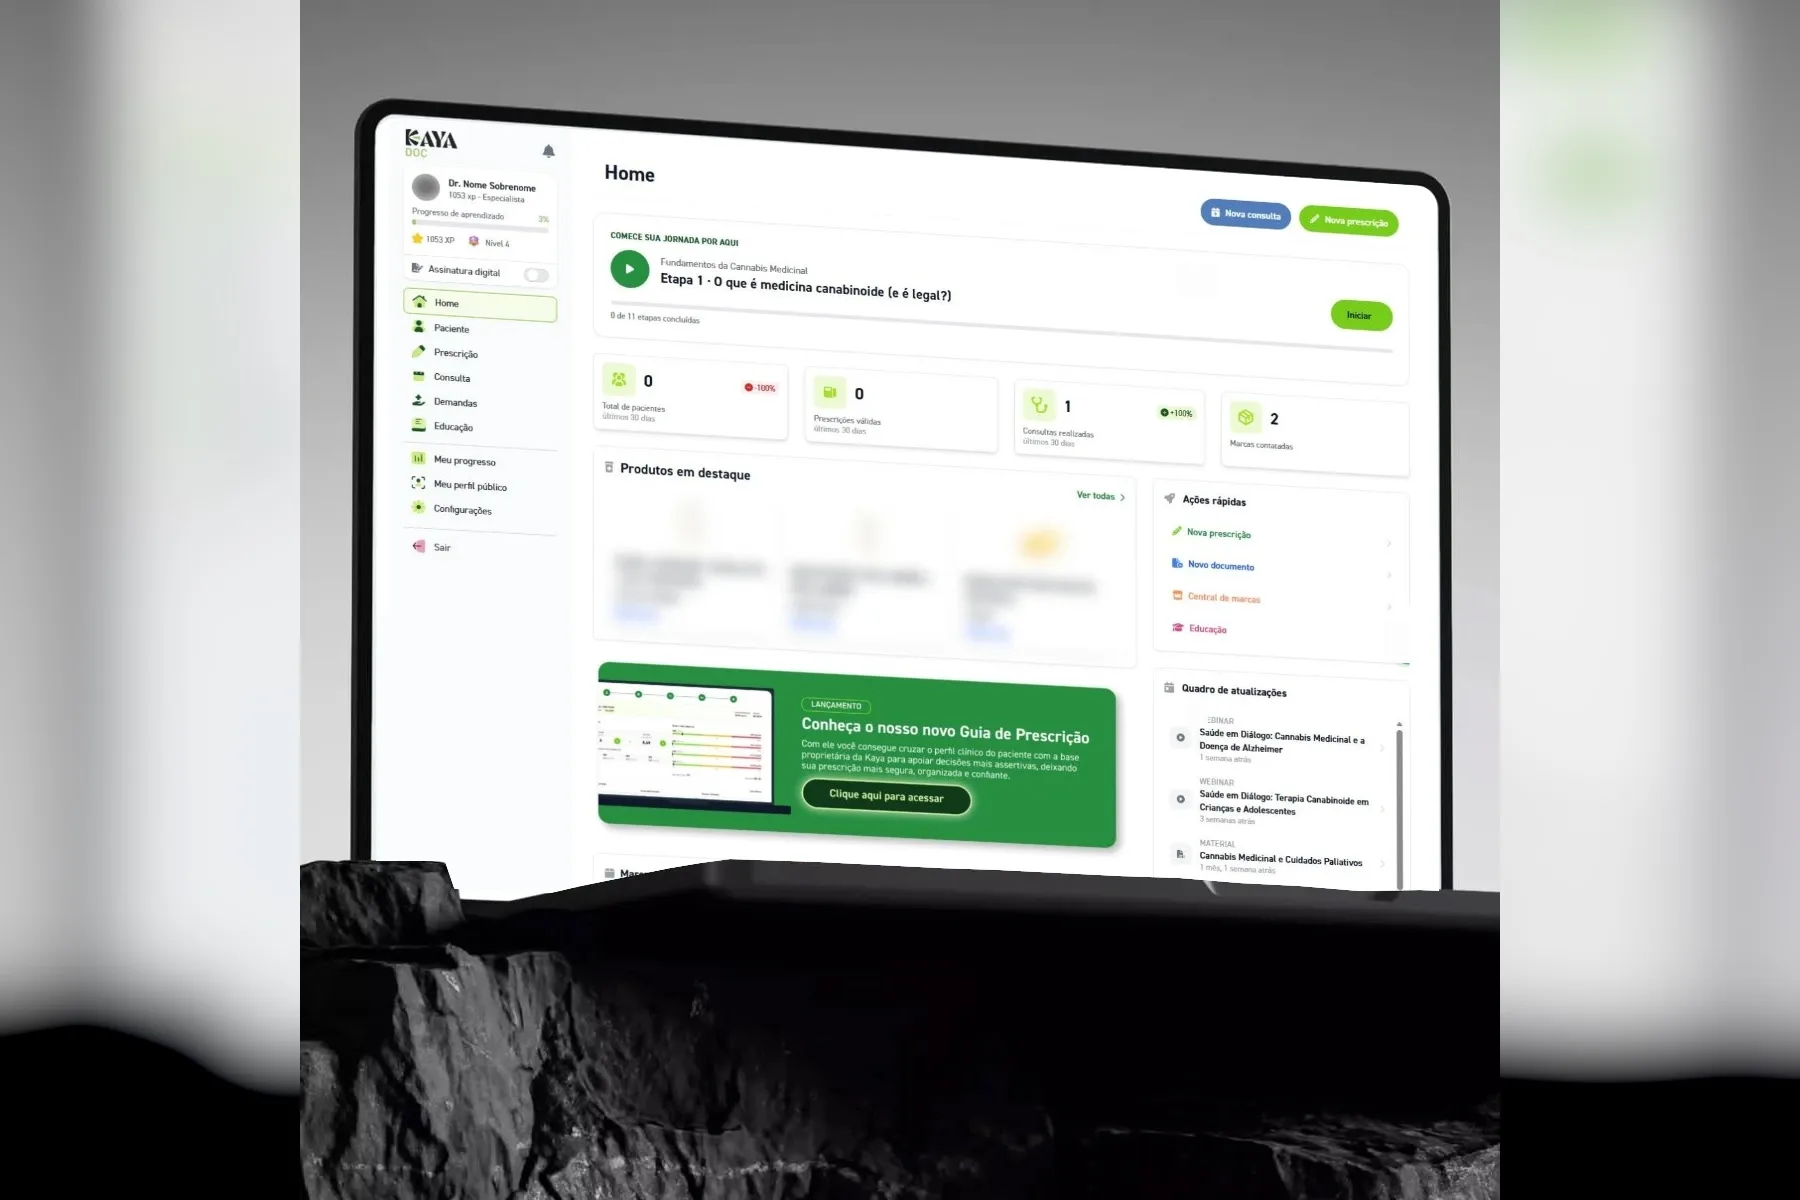 KAYA
DOC
Dr. Nome Sobrenome
1053 xp - Especialista
Progresso de aprendizado 3%
1053 XP Nível 4
Assinatura digital
Home
Paciente
Prescrição
Consulta
Demandas
Educação
Meu progresso
Meu perfil público
Configurações
Sair
Home
Nova consulta
Nova prescrição
COMECE SUA JORNADA POR AQUI
Fundamentos da Cannabis Medicinal
Etapa 1 · O que é medicina canabinoide (e é legal?)
0 de 11 etapas concluídas
Iniciar
0
-100%
Total de pacientes
últimos 30 dias
0
Prescrições válidas
últimos 30 dias
1
+100%
Consultas realizadas
últimos 30 dias
2
Marcas contatadas
Produtos em destaque
Ver todas
LANÇAMENTO
Conheça o nosso novo Guia de Prescrição
Com ele você consegue cruzar o perfil clínico do paciente com a base
proprietária da Kaya para apoiar decisões mais assertivas, deixando
sua prescrição mais segura, organizada e confiante.
Clique aqui para acessar
Ações rápidas
Nova prescrição
Novo documento
Central de marcas
Educação
Quadro de atualizações
EBINAR
Saúde em Diálogo: Cannabis Medicinal e a
Doença de Alzheimer
1 semana atrás
WEBINAR
Saúde em Diálogo: Terapia Canabinoide em
Crianças e Adolescentes
3 semanas atrás
MATERIAL
Cannabis Medicinal e Cuidados Paliativos
1 mês, 1 semana atrás